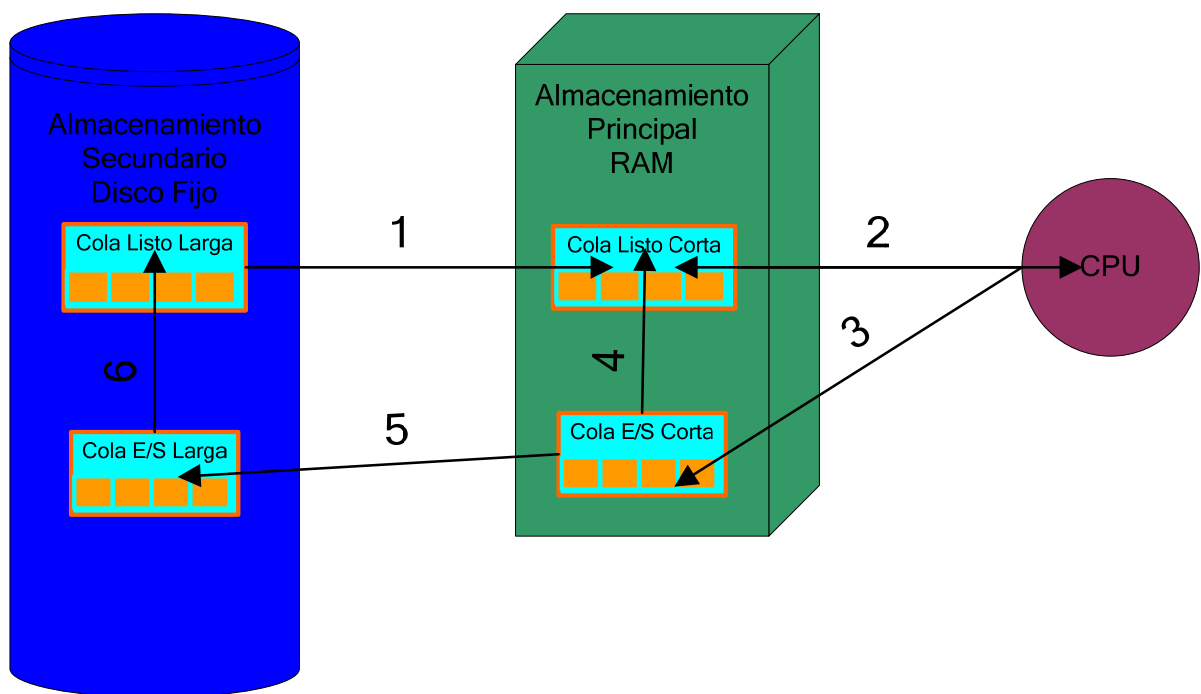 Almacenamiento
Secundario
Disco Fijo
Cola Listo Larga
6
Cola E/S Larga
1
5
Almacenamiento
Principal
RAM
Cola Listo Corta
4
Cola E/S Corta
2
3
CPU